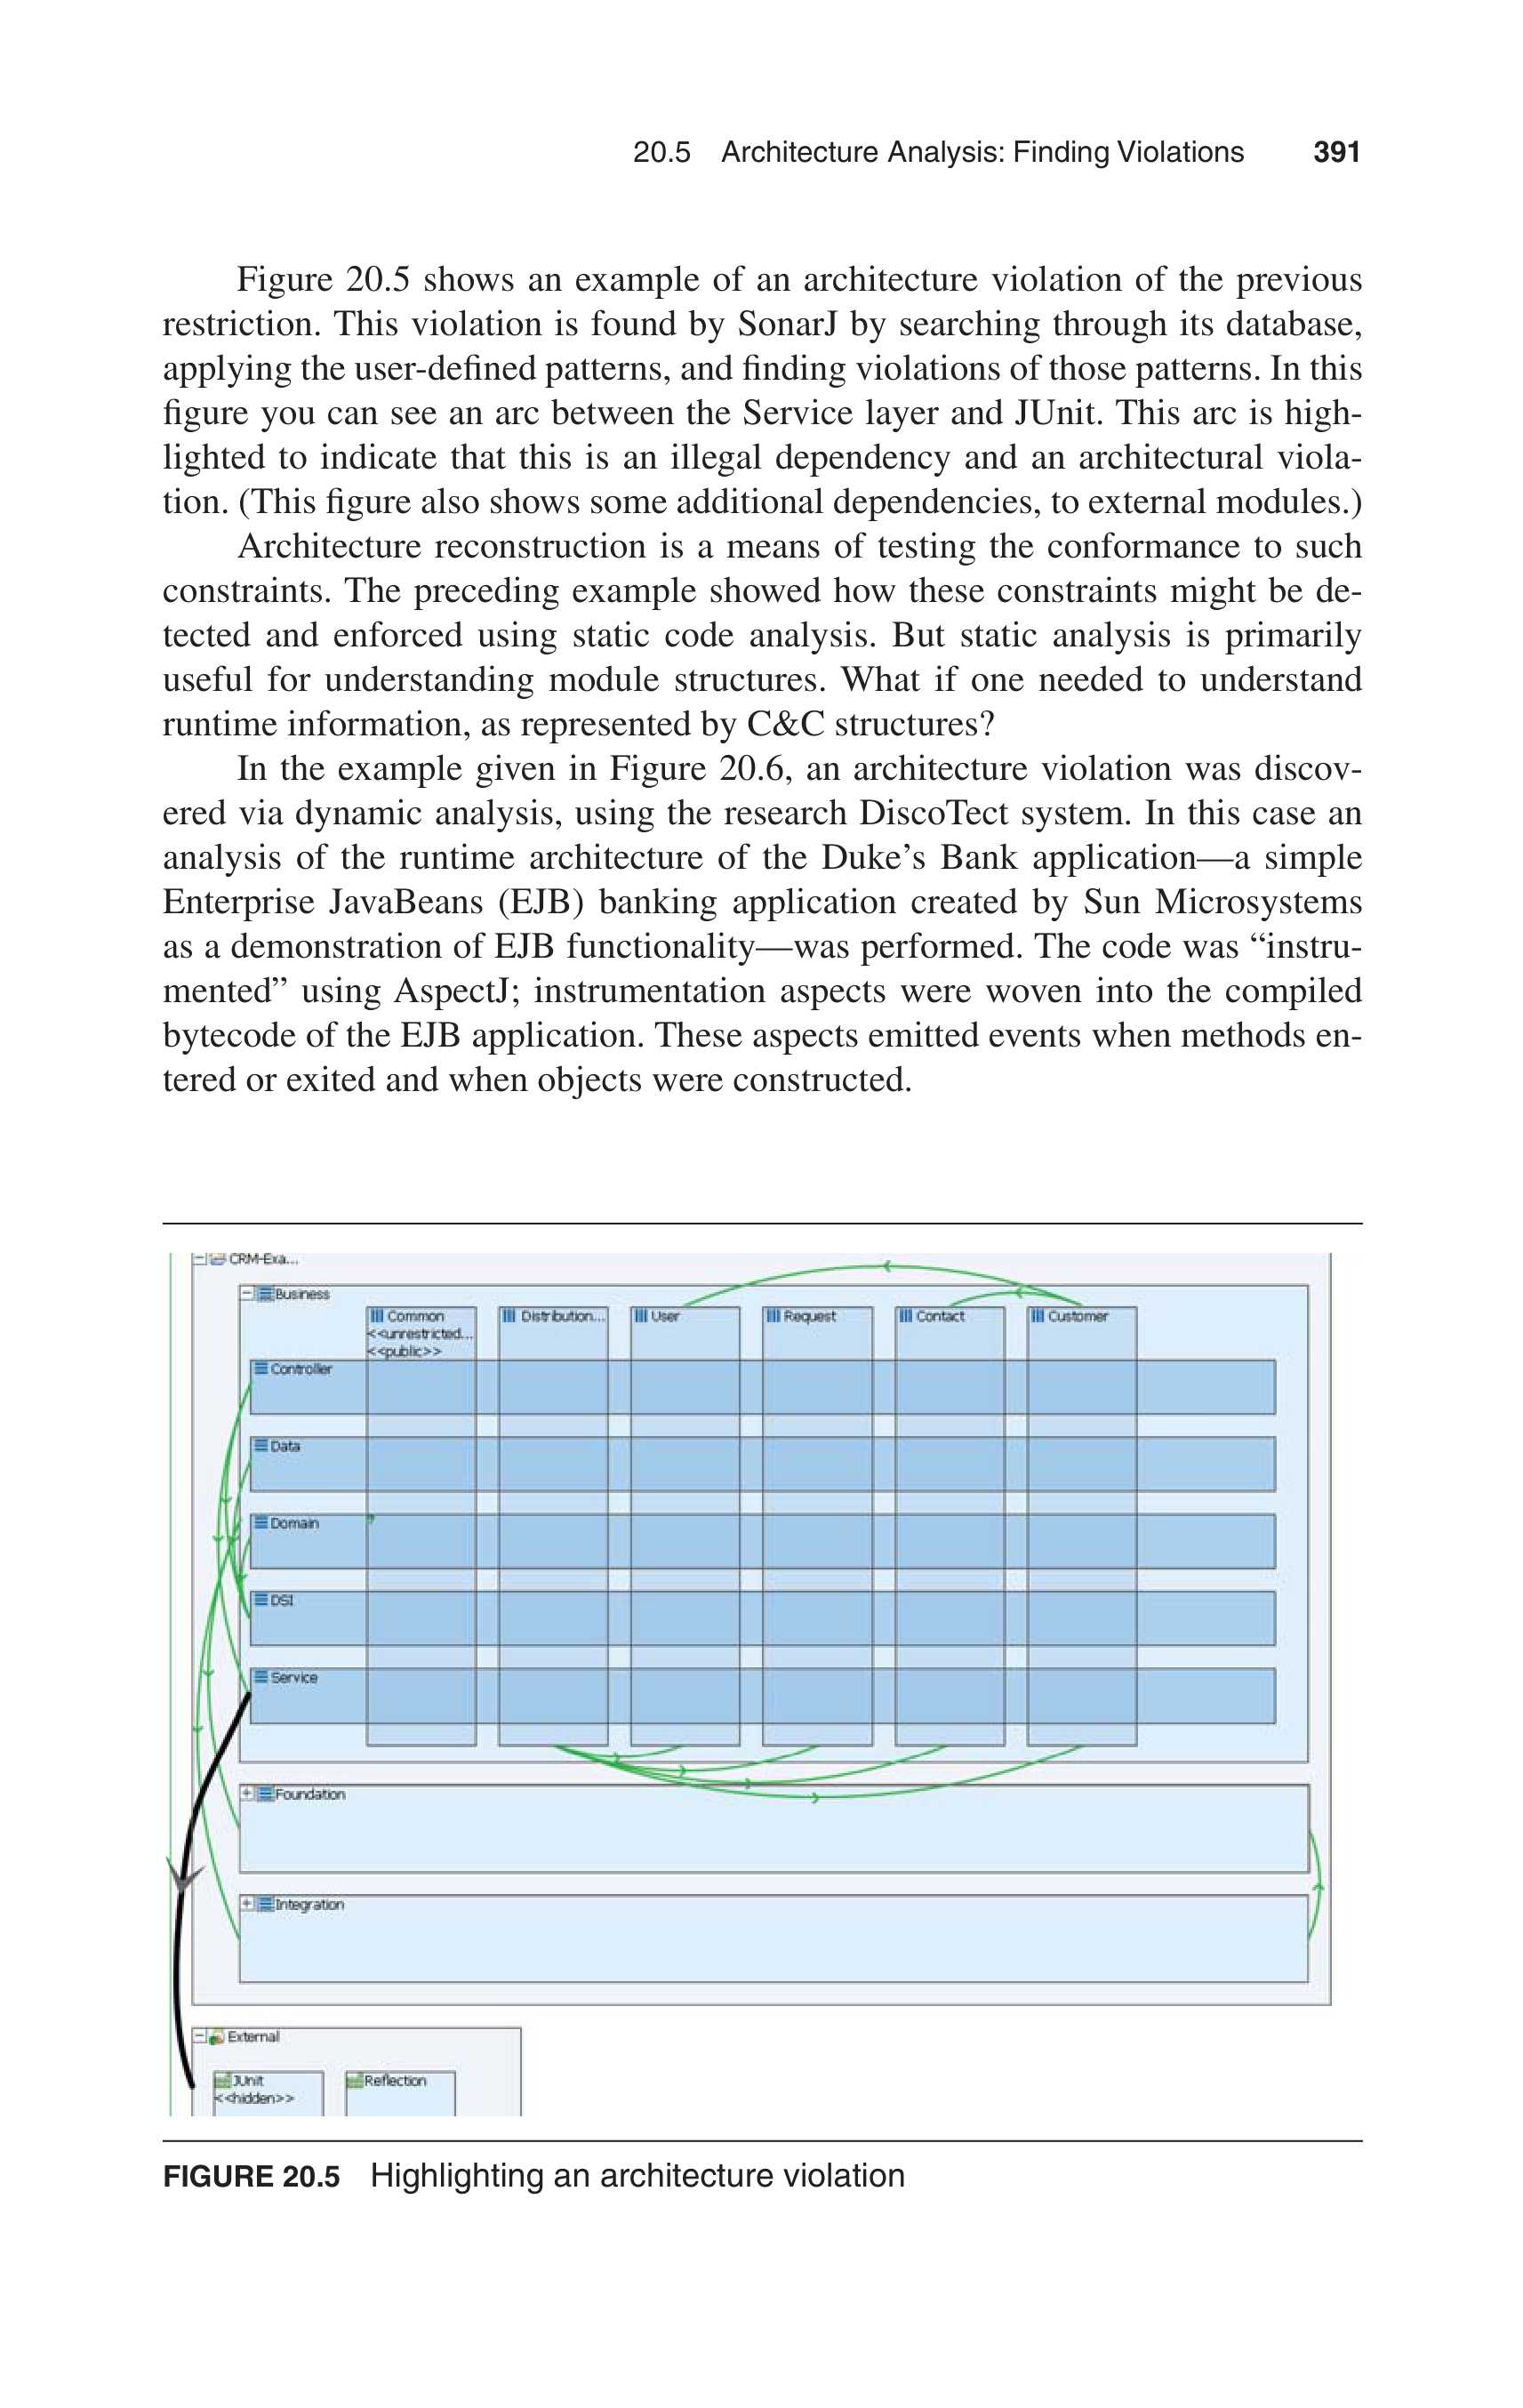 20.5 Architecture Analysis: Finding Violations 391
Figure 20.5 shows an example of an architecture violation of the previous
restriction. This violation is found by SonarJ by searching through its database,
applying the user-defined patterns, and finding violations of those patterns. In this
figure you can see an arc between the Service layer and JUnit. This arc is high-
lighted to indicate that this is an illegal dependency and an architectural viola-
tion. (This figure also shows some additional dependencies, to external modules.)
Architecture reconstruction is a means of testing the conformance to such
constraints. The preceding example showed how these constraints might be de-
tected and enforced using static code analysis. But static analysis is primarily
useful for understanding module structures. What if one needed to understand
runtime information, as represented by C&C structures?
In the example given in Figure 20.6, an architecture violation was discov-
ered via dynamic analysis, using the research DiscoTect system. In this case an
analysis of the runtime architecture of the Duke’s Bank application—a simple
Enterprise JavaBeans (EJB) banking application created by Sun Microsystems
as a demonstration of EJB functionality—was performed. The code was “instru-
mented” using AspectJ; instrumentation aspects were woven into the compiled
bytecode of the EJB application. These aspects emitted events when methods en-
tered or exited and when objects were constructed.
CRM-Exa...
Business
Common Distribution... User Request Contact Customer
<<unrestricted...
<<public>>
Controller
Data
Domain
DSI
Service
Foundation
Integration
External
JUnit Reflection
<<hidden>>
FIGURE 20.5 Highlighting an architecture violation